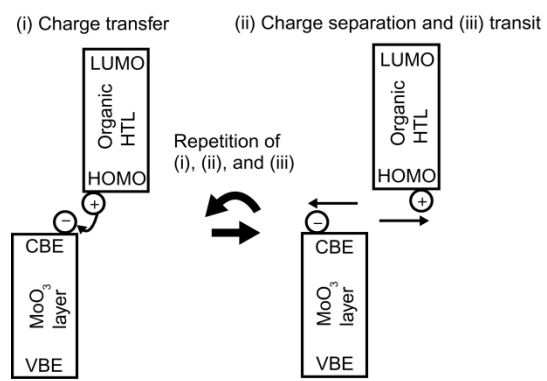 (i) Charge transfer
(ii) Charge separation and (iii) transit
LUMO
Organic
HTL
HOMO
+
−
CBE
MoO₃
layer
VBE
Repetition of
(i), (ii), and (iii)
LUMO
Organic
HTL
HOMO
+
−
CBE
MoO₃
layer
VBE